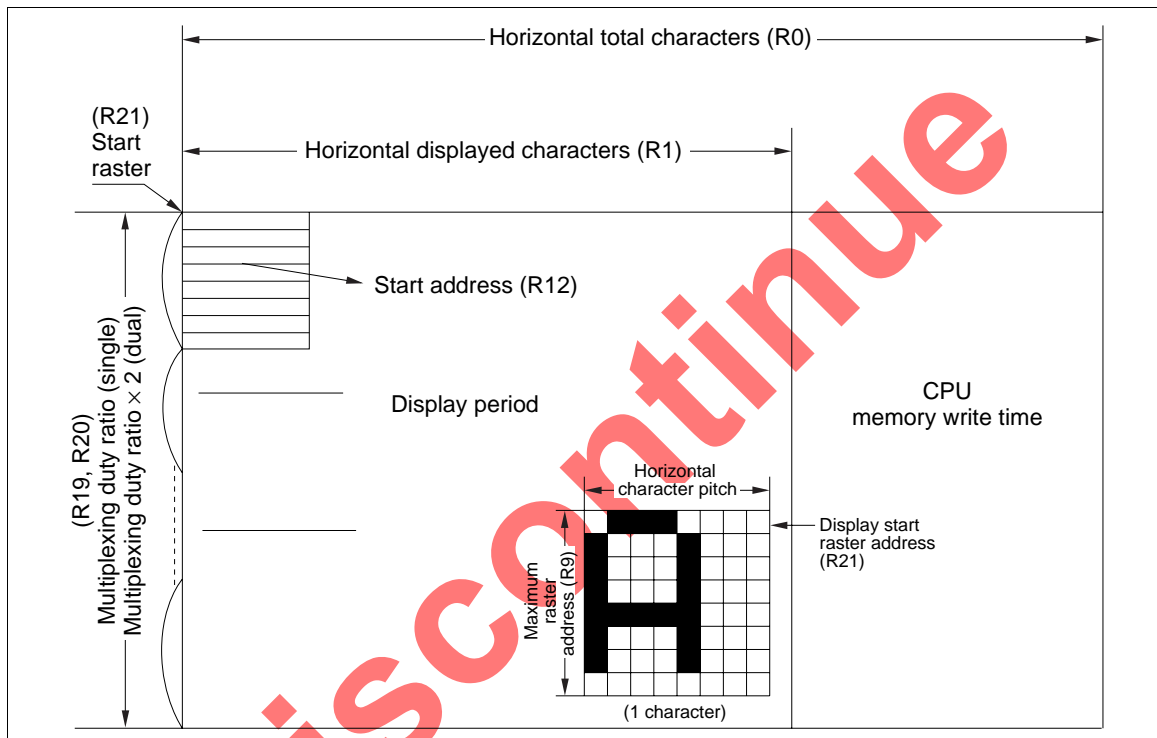 Horizontal total characters (R0)
(R21)
Start
raster
Horizontal displayed characters (R1)
Start address (R12)
(R19, R20)
Multiplexing duty ratio (single)
Multiplexing duty ratio × 2 (dual)
Display period
CPU
memory write time
Horizontal
character pitch
Maximum
raster
address (R9)
Display start
raster address
(R21)
(1 character)
iscontinue